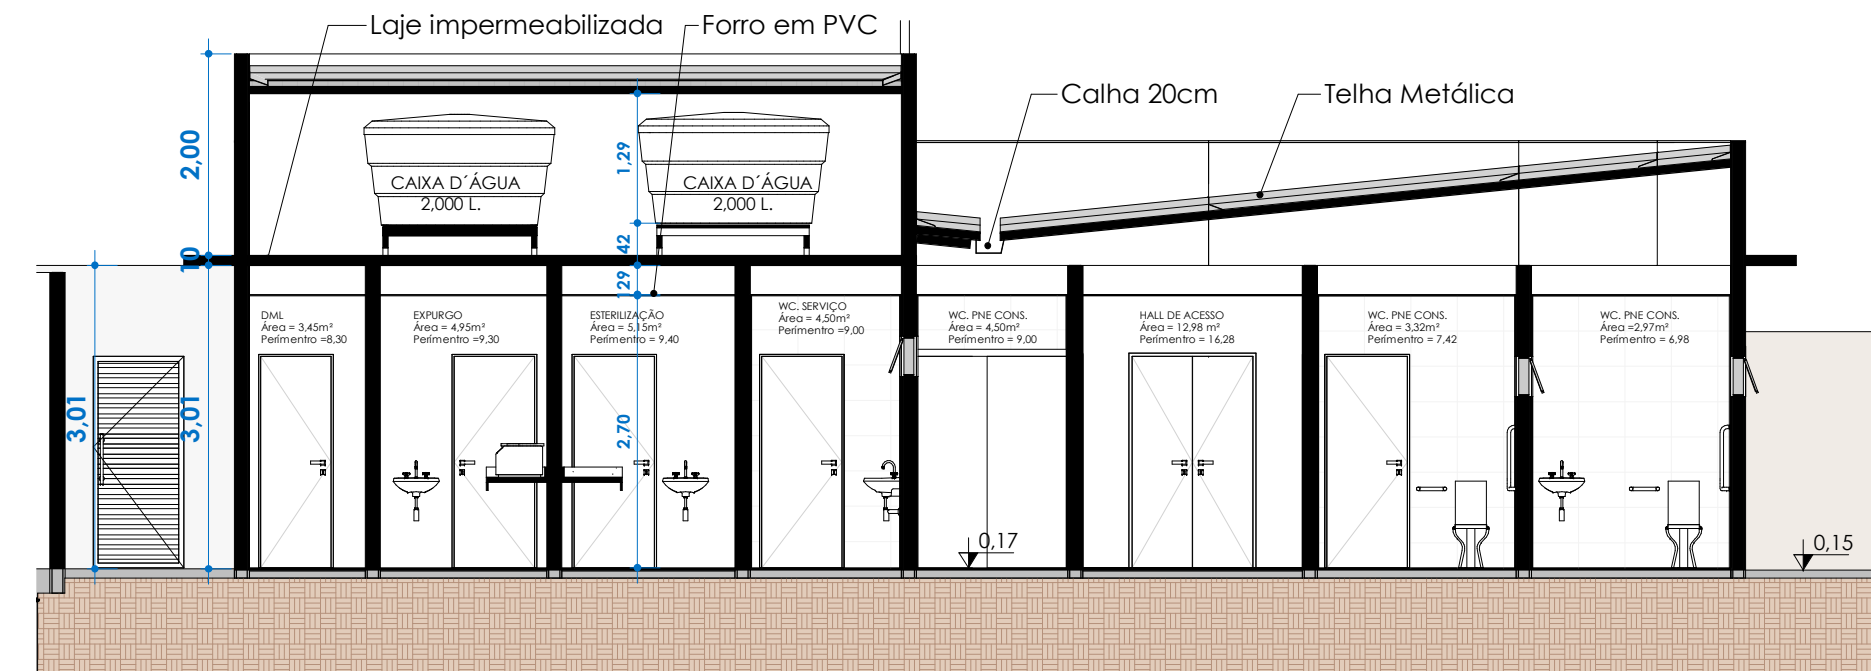 Laje impermeabilizada
Forro em PVC
Calha 20cm
Telha Metálica
2,00
1,29
CAIXA D´ÁGUA
2,000 L.
CAIXA D´ÁGUA
2,000 L.
42
10
29
DML
Área = 3,45m²
Perímentro =8,30
EXPURGO
Área = 4,95m²
Perímentro =9,30
ESTERILIZAÇÃO
Área = 5,15m²
Perímentro = 9,40
WC. SERVIÇO
Área = 4,50m²
Perímentro =9,00
WC. PNE CONS.
Área = 4,50m²
Perímentro = 9,00
HALL DE ACESSO
Área = 12,98 m²
Perímentro = 16,28
WC. PNE CONS.
Área = 3,32m²
Perímentro = 7,42
WC. PNE CONS.
Área =2,97m²
Perímentro = 6,98
3,01
3,01
2,70
0,17
0,15